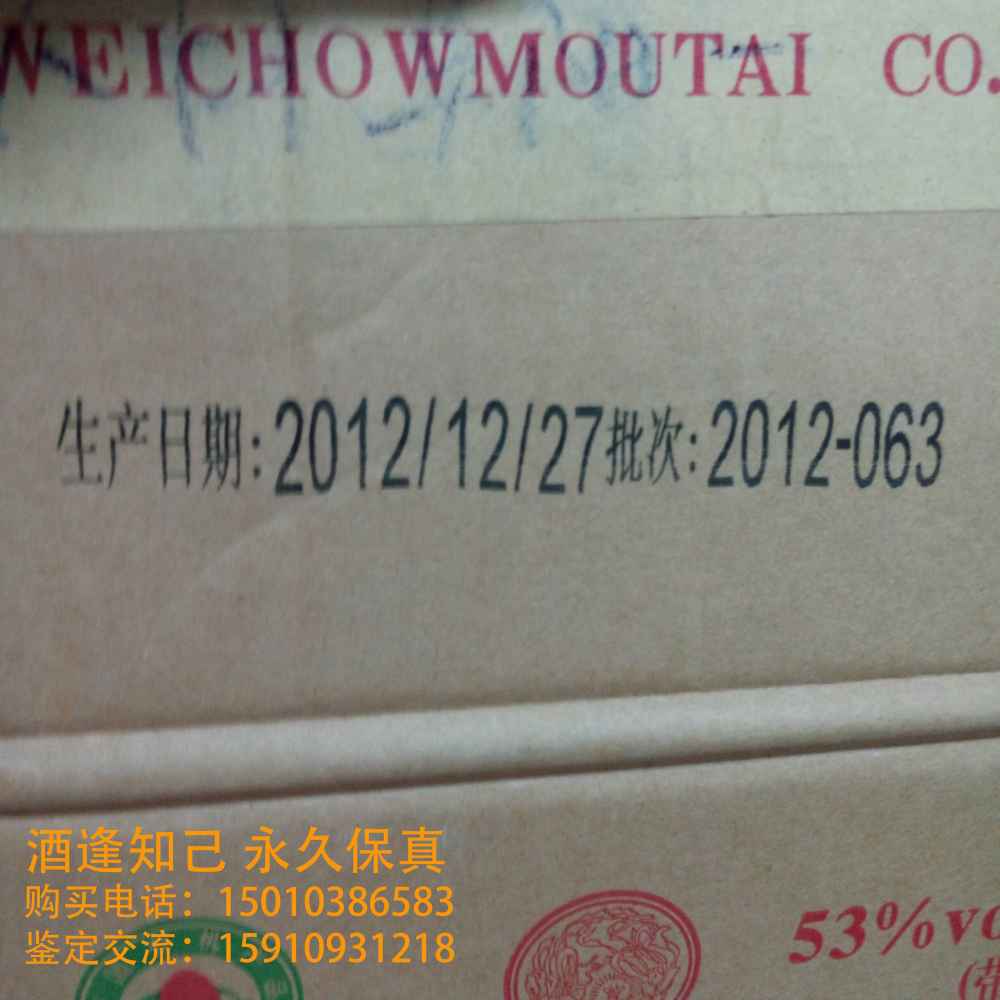 WEICHOWMOUTAI CO.
生产日期:2012/12/27批次:2012-063
酒逢知己 永久保真
购买电话：15010386583
鉴定交流：15910931218
53%vo